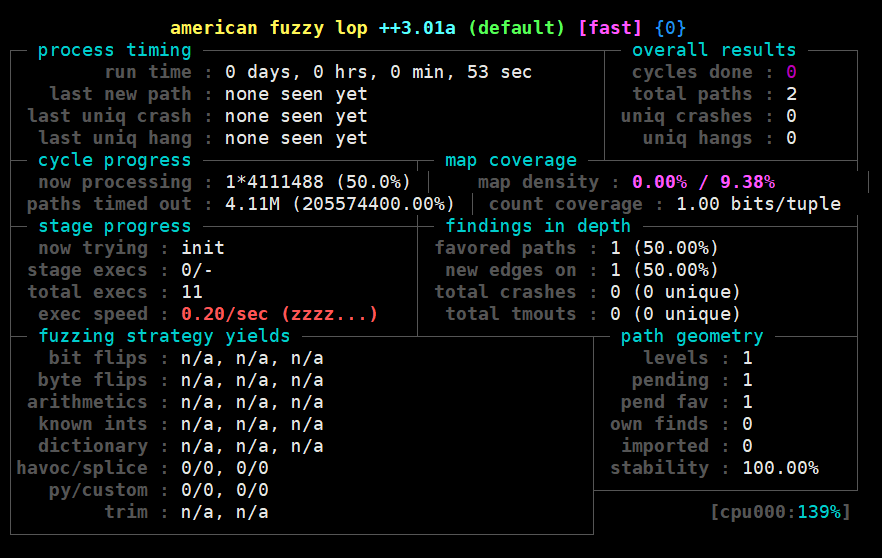 american fuzzy lop ++3.01a (default) [fast] {0}
process timing overall results
run time : 0 days, 0 hrs, 0 min, 53 sec cycles done : 0
last new path : none seen yet total paths : 2
last uniq crash : none seen yet uniq crashes : 0
last uniq hang : none seen yet uniq hangs : 0
cycle progress map coverage
now processing : 1*4111488 (50.0%) map density : 0.00% / 9.38%
paths timed out : 4.11M (205574400.00%) count coverage : 1.00 bits/tuple
stage progress findings in depth
now trying : init favored paths : 1 (50.00%)
stage execs : 0/- new edges on : 1 (50.00%)
total execs : 11 total crashes : 0 (0 unique)
exec speed : 0.20/sec (zzzz...) total tmouts : 0 (0 unique)
fuzzing strategy yields path geometry
bit flips : n/a, n/a, n/a levels : 1
byte flips : n/a, n/a, n/a pending : 1
arithmetics : n/a, n/a, n/a pend fav : 1
known ints : n/a, n/a, n/a own finds : 0
dictionary : n/a, n/a, n/a imported : 0
havoc/splice : 0/0, 0/0 stability : 100.00%
py/custom : 0/0, 0/0
trim : n/a, n/a [cpu000:139%]